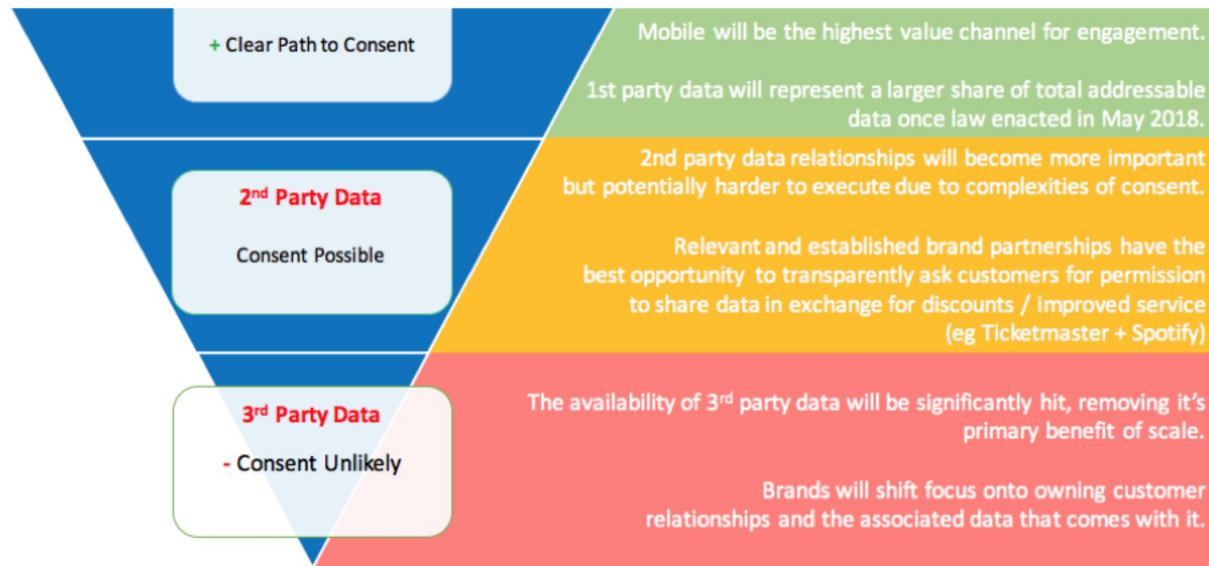 + Clear Path to Consent
Mobile will be the highest value channel for engagement.
1st party data will represent a larger share of total addressable
data once law enacted in May 2018.
2nd Party Data
Consent Possible
2nd party data relationships will become more important
but potentially harder to execute due to complexities of consent.
Relevant and established brand partnerships have the
best opportunity to transparently ask customers for permission
to share data in exchange for discounts / improved service
(eg Ticketmaster + Spotify)
3rd Party Data
- Consent Unlikely
The availability of 3rd party data will be significantly hit, removing it's
primary benefit of scale.
Brands will shift focus onto owning customer
relationships and the associated data that comes with it.